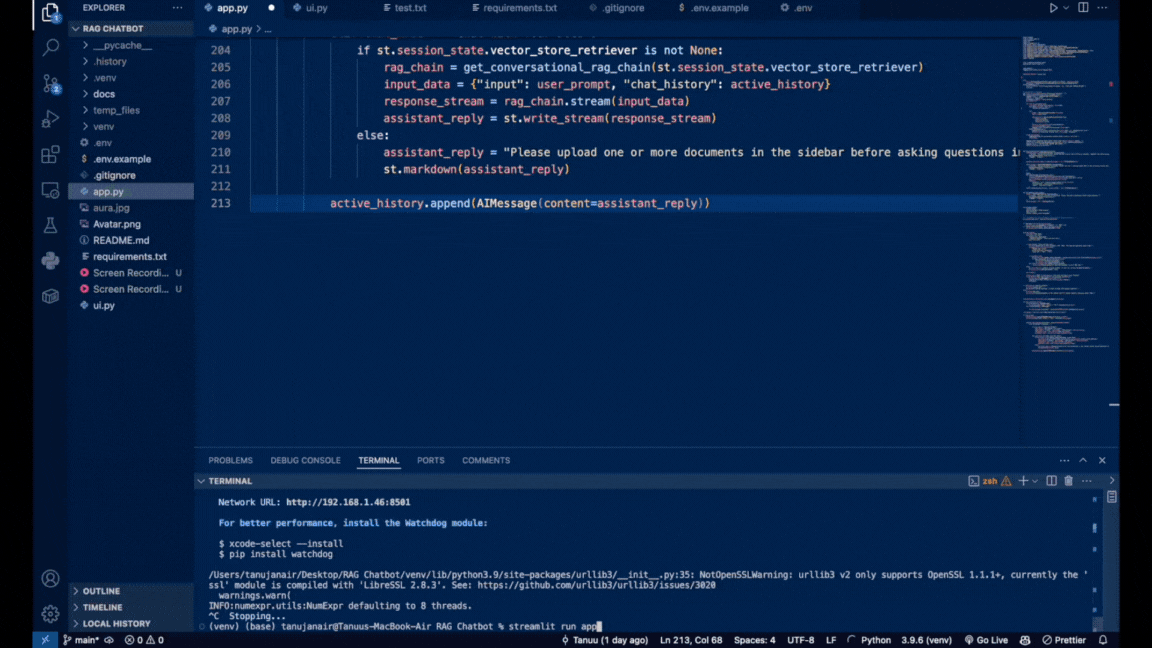 EXPLORER
RAG CHATBOT
__pycache__
.history
.venv
docs
temp_files
venv
.env
$ .env.example
.gitignore
app.py
aura.jpg
Avatar.png
README.md
requirements.txt
Screen Recordi... U
Screen Recordi... U
ui.py
OUTLINE
TIMELINE
LOCAL HISTORY
app.py
ui.py
test.txt
requirements.txt
.gitignore
$ .env.example
.env
app.py > ...
204 if st.session_state.vector_store_retriever is not None:
205 rag_chain = get_conversational_rag_chain(st.session_state.vector_store_retriever)
206 input_data = {"input": user_prompt, "chat_history": active_history}
207 response_stream = rag_chain.stream(input_data)
208 assistant_reply = st.write_stream(response_stream)
209 else:
210 assistant_reply = "Please upload one or more documents in the sidebar before asking questions i
211 st.markdown(assistant_reply)
212
213 active_history.append(AIMessage(content=assistant_reply))
PROBLEMS DEBUG CONSOLE TERMINAL PORTS COMMENTS
TERMINAL
zsh
Network URL: http://192.168.1.46:8501
For better performance, install the Watchdog module:
$ xcode-select --install
$ pip install watchdog
/Users/tanujanair/Desktop/RAG Chatbot/venv/lib/python3.9/site-packages/urllib3/__init__.py:35: NotOpenSSLWarning: urllib3 v2 only supports OpenSSL 1.1.1+, currently the '
ssl' module is compiled with 'LibreSSL 2.8.3'. See: https://github.com/urllib3/urllib3/issues/3020
warnings.warn(
INFO:numexpr.utils:NumExpr defaulting to 8 threads.
^C Stopping...
(venv) (base) tanujanair@Tanuus-MacBook-Air RAG Chatbot % streamlit run app
main* 0 0 Tanuu (1 day ago) Ln 213, Col 68 Spaces: 4 UTF-8 LF Python 3.9.6 (venv) Go Live Prettier